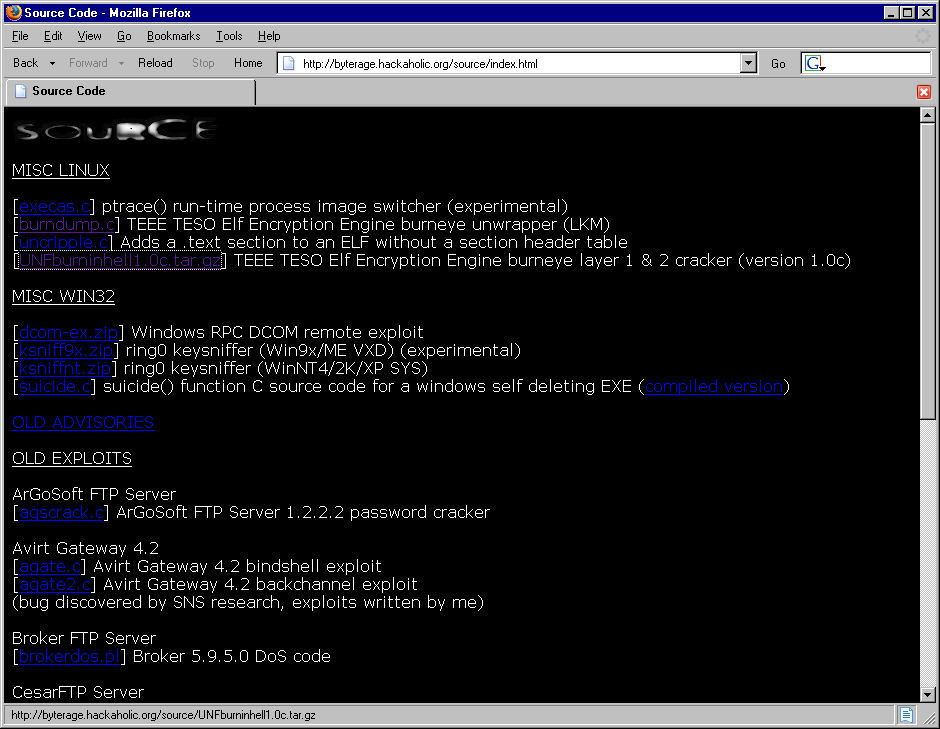 Source Code - Mozilla Firefox
File Edit View Go Bookmarks Tools Help
Back Forward Reload Stop Home http://byterage.hackaholic.org/source/index.html Go G
Source Code
SOURCE
MISC LINUX
[execas.c] ptrace() run-time process image switcher (experimental)
[burndump.c] TEEE TESO Elf Encryption Engine burneye unwrapper (LKM)
[uncripple.c] Adds a .text section to an ELF without a section header table
[UNFburninhell1.0c.tar.gz] TEEE TESO Elf Encryption Engine burneye layer 1 & 2 cracker (version 1.0c)
MISC WIN32
[dcom-ex.zip] Windows RPC DCOM remote exploit
[ksniff9x.zip] ring0 keysniffer (Win9x/ME VXD) (experimental)
[ksniffnt.zip] ring0 keysniffer (WinNT4/2K/XP SYS)
[suicide.c] suicide() function C source code for a windows self deleting EXE (compiled version)
OLD ADVISORIES
OLD EXPLOITS
ArGoSoft FTP Server
[agscrack.c] ArGoSoft FTP Server 1.2.2.2 password cracker
Avirt Gateway 4.2
[agate.c] Avirt Gateway 4.2 bindshell exploit
[agate2.c] Avirt Gateway 4.2 backchannel exploit
(bug discovered by SNS research, exploits written by me)
Broker FTP Server
[brokerdos.pl] Broker 5.9.5.0 DoS code
CesarFTP Server
http://byterage.hackaholic.org/source/UNFburninhell1.0c.tar.gz